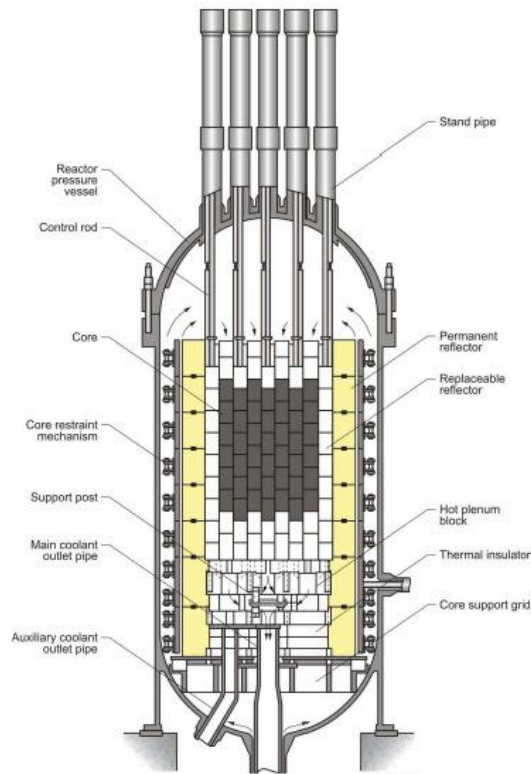 Stand pipe
Reactor
pressure
vessel
Control rod
Core
Permanent
reflector
Replaceable
reflector
Core restraint
mechanism
Support post
Hot plenum
block
Main coolant
outlet pipe
Thermal insulator
Core support grid
Auxiliary coolant
outlet pipe